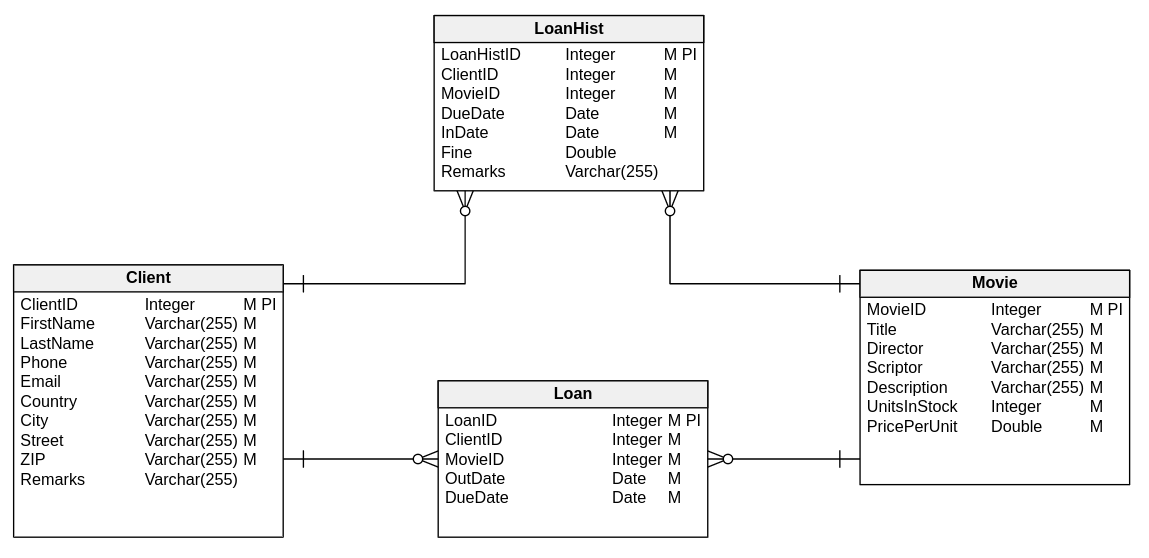 LoanHist
LoanHistID Integer M PI
ClientID Integer M
MovieID Integer M
DueDate Date M
InDate Date M
Fine Double
Remarks Varchar(255)
Client
ClientID Integer M PI
FirstName Varchar(255) M
LastName Varchar(255) M
Phone Varchar(255) M
Email Varchar(255) M
Country Varchar(255) M
City Varchar(255) M
Street Varchar(255) M
ZIP Varchar(255) M
Remarks Varchar(255)
Movie
MovieID Integer M PI
Title Varchar(255) M
Director Varchar(255) M
Scriptor Varchar(255) M
Description Varchar(255) M
UnitsInStock Integer M
PricePerUnit Double M
Loan
LoanID Integer M PI
ClientID Integer M
MovieID Integer M
OutDate Date M
DueDate Date M